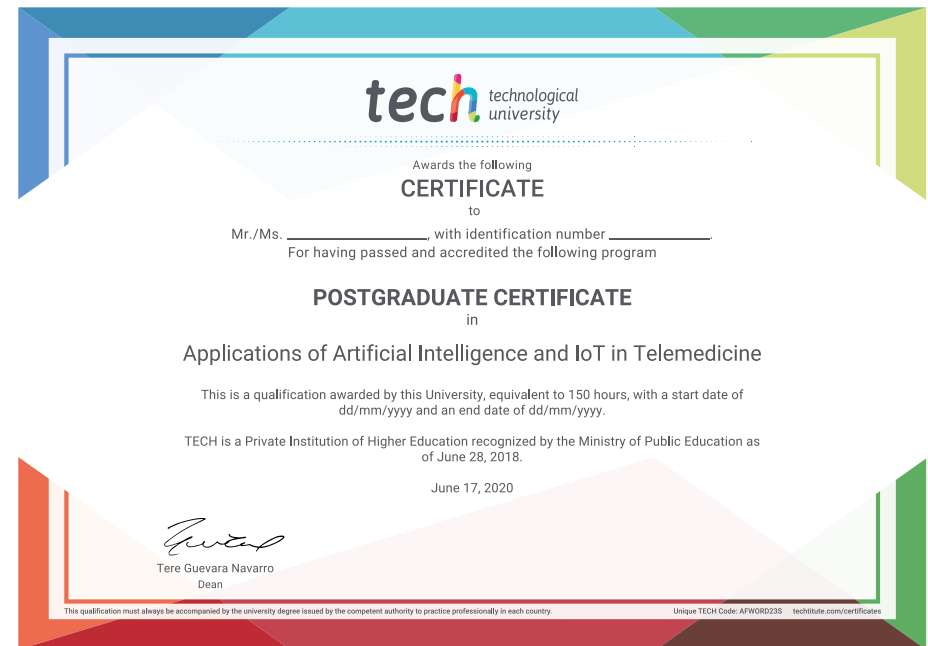 tech technological
university
Awards the following
CERTIFICATE
to
Mr./Ms. ____________________, with identification number ______________.
For having passed and accredited the following program
POSTGRADUATE CERTIFICATE
in
Applications of Artificial Intelligence and IoT in Telemedicine
This is a qualification awarded by this University, equivalent to 150 hours, with a start date of
dd/mm/yyyy and an end date of dd/mm/yyyy.
TECH is a Private Institution of Higher Education recognized by the Ministry of Public Education as
of June 28, 2018.
June 17, 2020
Tere Guevara Navarro
Dean
This qualification must always be accompanied by the university degree issued by the competent authority to practice professionally in each country.
Unique TECH Code: AFWORD23S techtitute.com/certificates